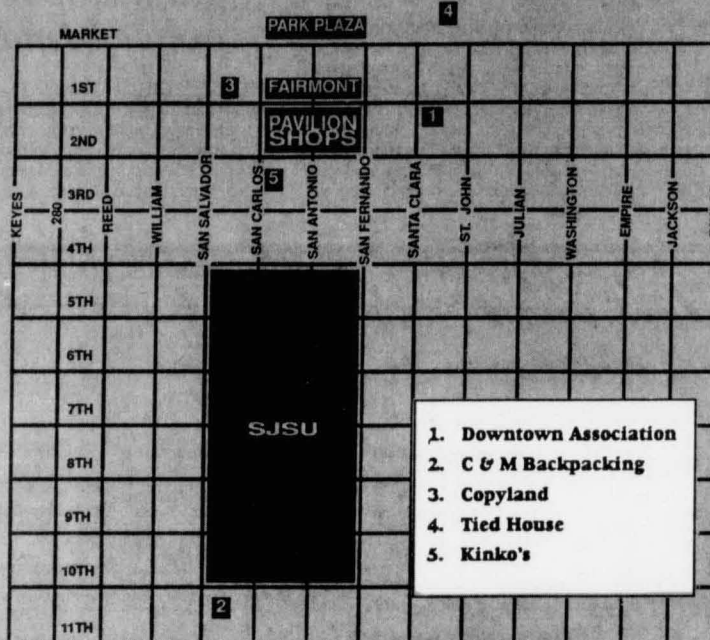 PARK PLAZA
4
MARKET
1ST
3
FAIRMONT
PAVILION
SHOPS
1
2ND
3RD
5
KEYES
280
REED
WILLIAM
SAN SALVADOR
SAN CARLOS
SAN ANTONIO
SAN FERNANDO
SANTA CLARA
ST. JOHN
JULIAN
WASHINGTON
EMPIRE
JACKSON
4TH
5TH
6TH
7TH
SJSU
8TH
9TH
10TH
2
11TH
1. Downtown Association
2. C & M Backpacking
3. Copyland
4. Tied House
5. Kinko's